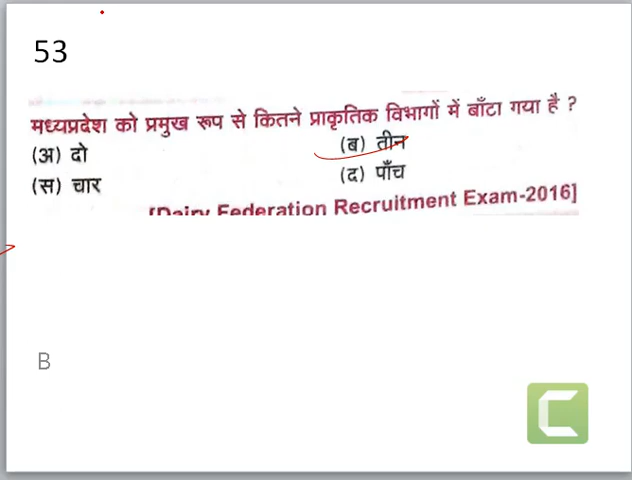 53
मध्यप्रदेश को प्रमुख रूप से कितने प्राकृतिक विभागों में बाँटा गया है ?
(अ) दो (ब) तीन
(स) चार (द) पाँच
[Dairy Federation Recruitment Exam-2016]
B